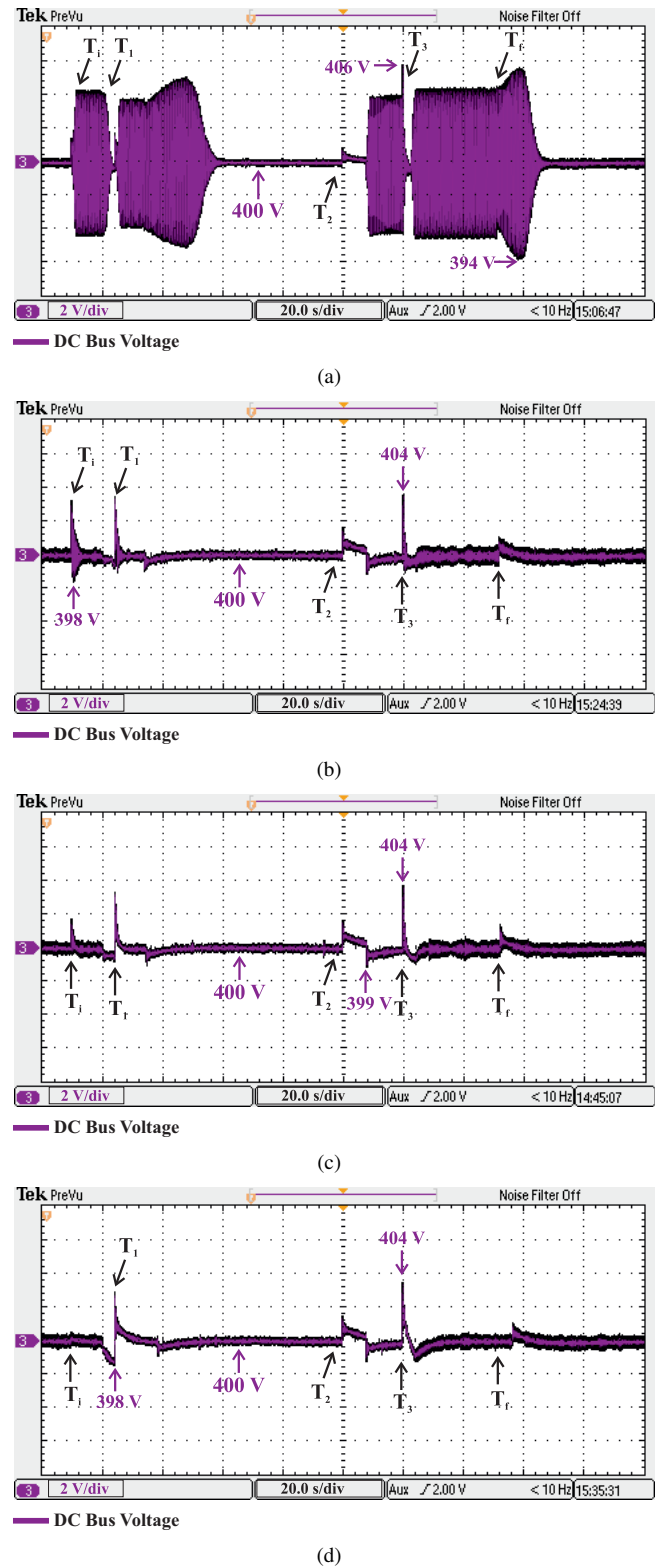 Tek PreVu Noise Filter Off
Ti T1 406 V T3 Tf
3
400 V T2 394 V
3 2 V/div 20.0 s/div Aux ∫ 2.00 V < 10 Hz 15:06:47
DC Bus Voltage
(a)
Tek PreVu Noise Filter Off
Ti T1 404 V
3
398 V 400 V T2 T3 Tf
3 2 V/div 20.0 s/div Aux ∫ 2.00 V < 10 Hz 15:24:39
DC Bus Voltage
(b)
Tek PreVu Noise Filter Off
404 V
3
Ti T1 400 V T2 399 V T3 Tf
3 2 V/div 20.0 s/div Aux ∫ 2.00 V < 10 Hz 14:45:07
DC Bus Voltage
(c)
Tek PreVu Noise Filter Off
T1 404 V
3
Ti 398 V 400 V T2 T3 Tf
3 2 V/div 20.0 s/div Aux ∫ 2.00 V < 10 Hz 15:35:31
DC Bus Voltage
(d)